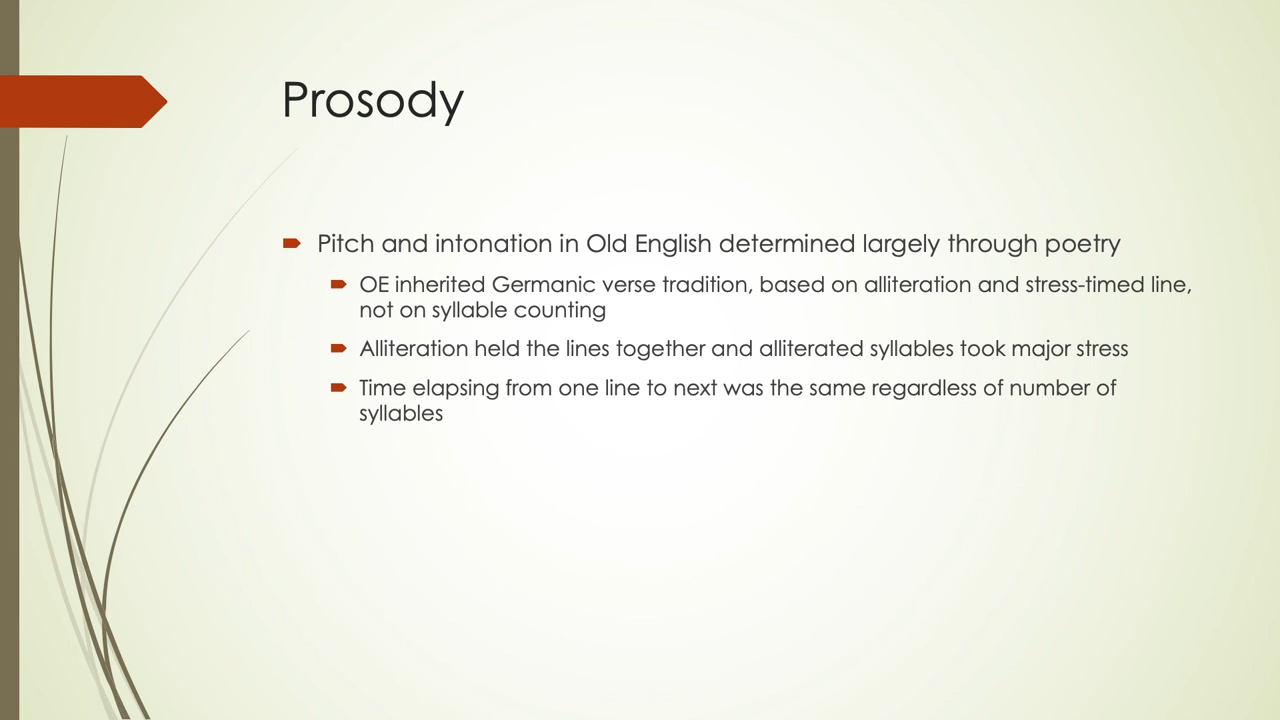 Prosody
Pitch and intonation in Old English determined largely through poetry
OE inherited Germanic verse tradition, based on alliteration and stress-timed line,
not on syllable counting
Alliteration held the lines together and alliterated syllables took major stress
Time elapsing from one line to next was the same regardless of number of
syllables